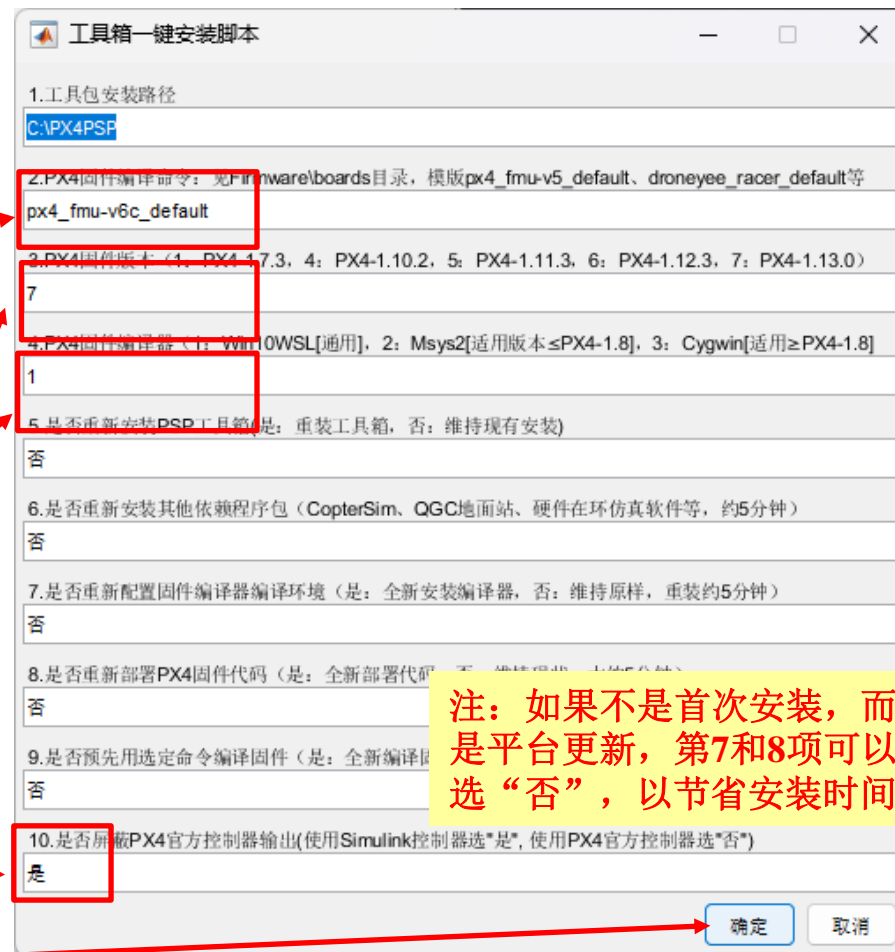 工具箱一键安装脚本
1.工具包安装路径
C:\PX4PSP
2.PX4固件编译命令：见Firmware\boards目录，模版px4_fmu-v5_default、droneyee_racer_default等
px4_fmu-v6c_default
3.PX4固件版本（1：PX4-1.7.3，4：PX4-1.10.2，5：PX4-1.11.3，6：PX4-1.12.3，7：PX4-1.13.0）
7
4.PX4固件编译器（1：Win10WSL[通用]，2：Msys2[适用版本≤PX4-1.8]，3：Cygwin[适用≥PX4-1.8]
1
5.是否重新安装PSP工具箱(是：重装工具箱，否：维持现有安装)
否
6.是否重新安装其他依赖程序包（CopterSim、QGC地面站、硬件在环仿真软件等，约5分钟）
否
7.是否重新配置固件编译器编译环境（是：全新安装编译器，否：维持原样，重装约5分钟）
否
8.是否重新部署PX4固件代码（是：全新部署代码
否
9.是否预先用选定命令编译固件（是：全新编译
否
注：如果不是首次安装，而
是平台更新，第7和8项可以
选“否”，以节省安装时间
10.是否屏蔽PX4官方控制器输出(使用Simulink控制器选"是", 使用PX4官方控制器选"否")
是
确定 取消